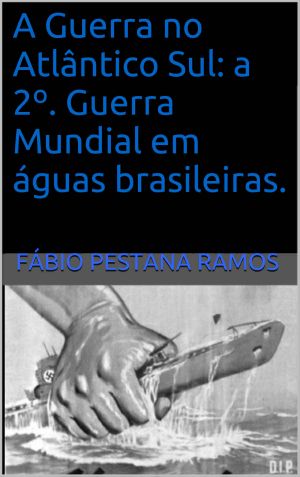 A Guerra no
Atlântico Sul: a
2º. Guerra
Mundial em
águas brasileiras.
FÁBIO PESTANA RAMOS
D.I.P.